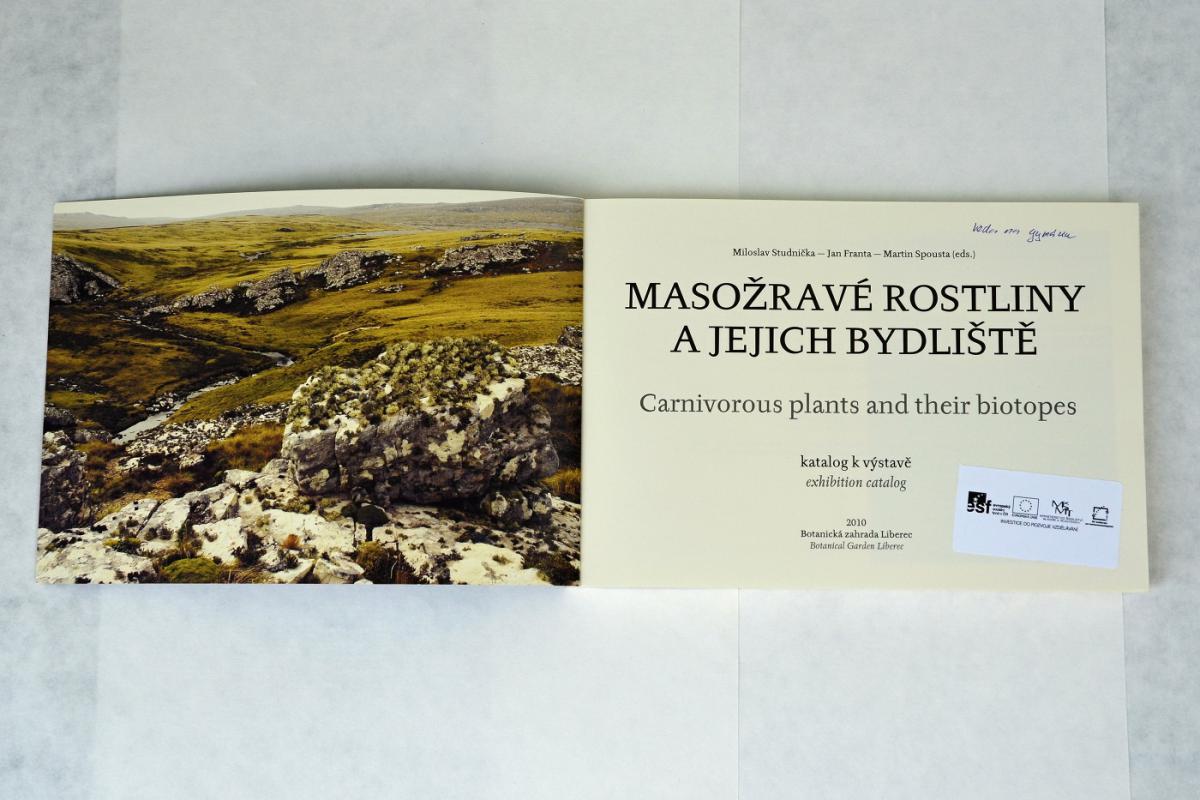 Miloslav Studnička — Jan Franta — Martin Spousta (eds.)
MASOŽRAVÉ ROSTLINY
A JEJICH BYDLIŠTĚ
Carnivorous plants and their biotopes
katalog k výstavě
exhibition catalog
2010
Botanická zahrada Liberec
Botanical Garden Liberec
esf
INVESTICE DO ROZVOJE VZDĚLÁVÁNÍ